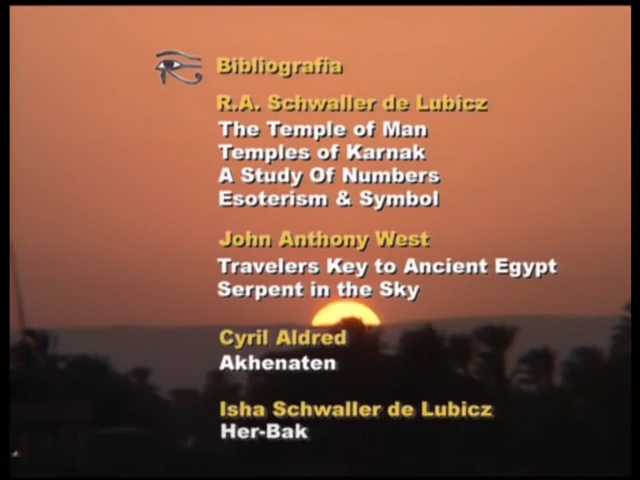 Bibliografía
R.A. Schwaller de Lubicz
The Temple of Man
Temples of Karnak
A Study Of Numbers
Esoterism & Symbol
John Anthony West
Travelers Key to Ancient Egypt
Serpent in the Sky
Cyril Aldred
Akhenaten
Isha Schwaller de Lubicz
Her-Bak